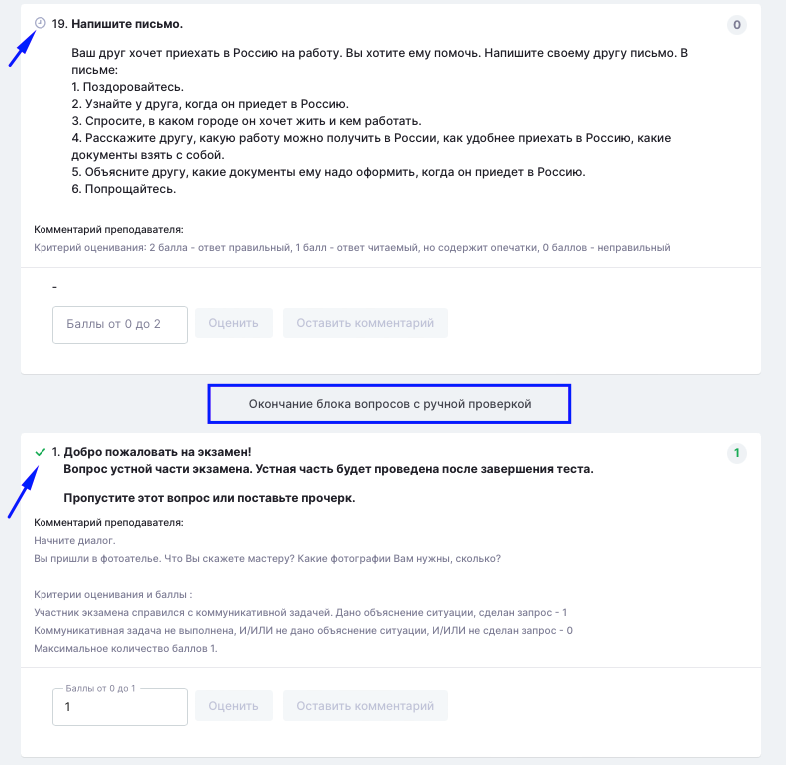 19. Напишите письмо.
0
Ваш друг хочет приехать в Россию на работу. Вы хотите ему помочь. Напишите своему другу письмо. В
письме:
1. Поздоровайтесь.
2. Узнайте у друга, когда он приедет в Россию.
3. Спросите, в каком городе он хочет жить и кем работать.
4. Расскажите другу, какую работу можно получить в России, как удобнее приехать в Россию, какие
документы взять с собой.
5. Объясните другу, какие документы ему надо оформить, когда он приедет в Россию.
6. Попрощайтесь.
Комментарий преподавателя:
Критерий оценивания: 2 балла - ответ правильный, 1 балл - ответ читаемый, но содержит опечатки, 0 баллов - неправильный
-
Баллы от 0 до 2 Оценить Оставить комментарий
Окончание блока вопросов с ручной проверкой
1. Добро пожаловать на экзамен!
1
Вопрос устной части экзамена. Устная часть будет проведена после завершения теста.
Пропустите этот вопрос или поставьте прочерк.
Комментарий преподавателя:
Начните диалог.
Вы пришли в фотоателье. Что Вы скажете мастеру? Какие фотографии Вам нужны, сколько?
Критерии оценивания и баллы :
Участник экзамена справился с коммуникативной задачей. Дано объяснение ситуации, сделан запрос - 1
Коммуникативная задача не выполнена, И/ИЛИ не дано объяснение ситуации, И/ИЛИ не сделан запрос - 0
Максимальное количество баллов 1.
Баллы от 0 до 1
1 Оценить Оставить комментарий